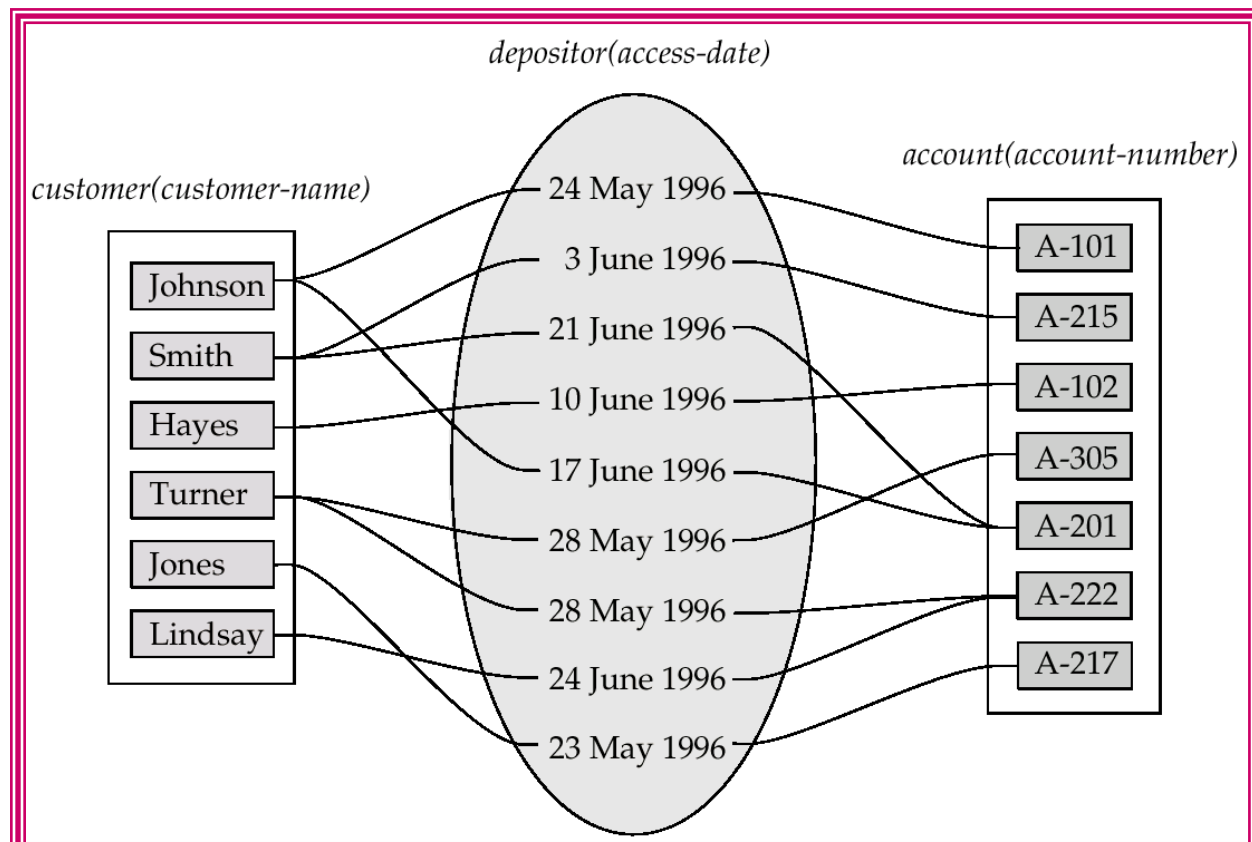 depositor(access-date)
customer(customer-name)
account(account-number)
Johnson
Smith
Hayes
Turner
Jones
Lindsay
24 May 1996
3 June 1996
21 June 1996
10 June 1996
17 June 1996
28 May 1996
28 May 1996
24 June 1996
23 May 1996
A-101
A-215
A-102
A-305
A-201
A-222
A-217